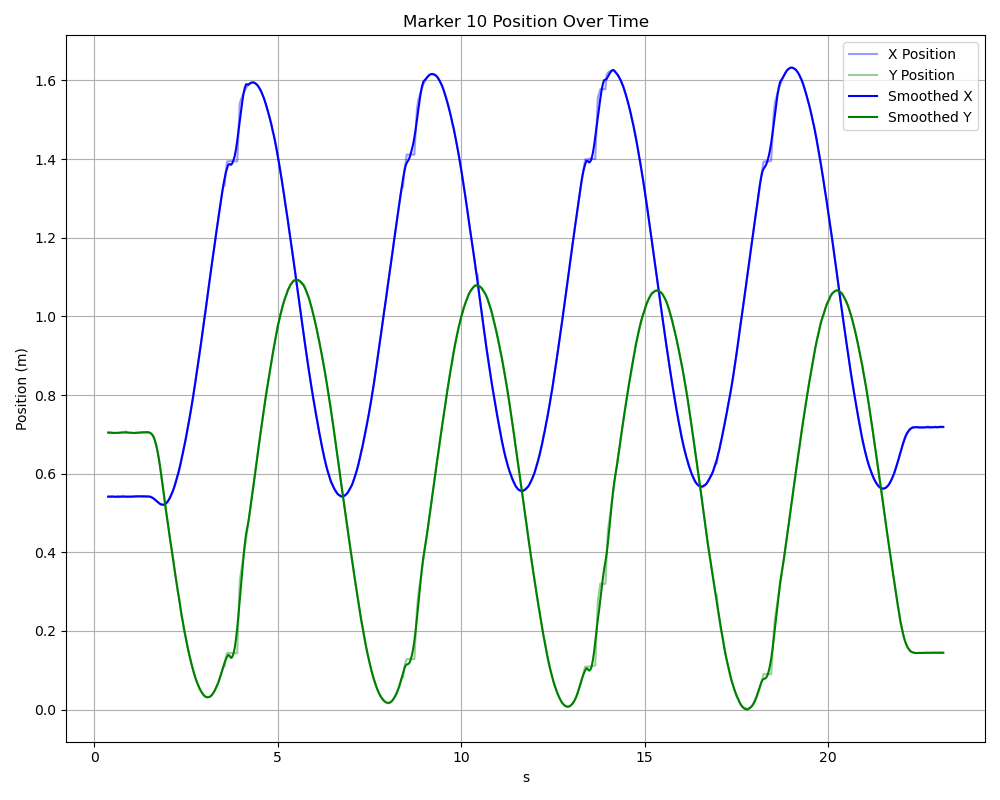 Marker 10 Position Over Time
X Position
Y Position
Smoothed X
Smoothed Y
Position (m)
1.6
1.4
1.2
1.0
0.8
0.6
0.4
0.2
0.0
0
5
10
15
20
s